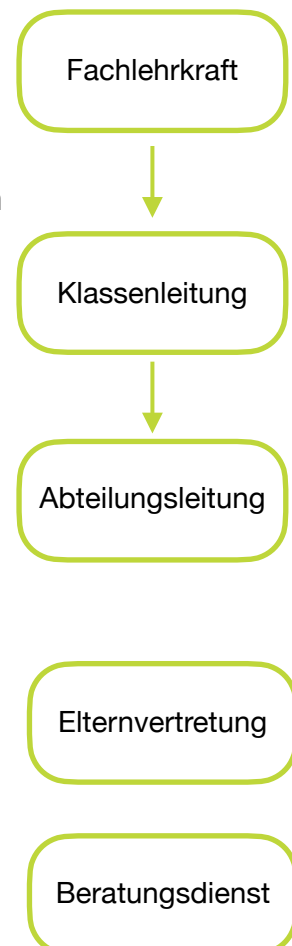 Fachlehrkraft
Klassenleitung
Abteilungsleitung
Elternvertretung
Beratungsdienst